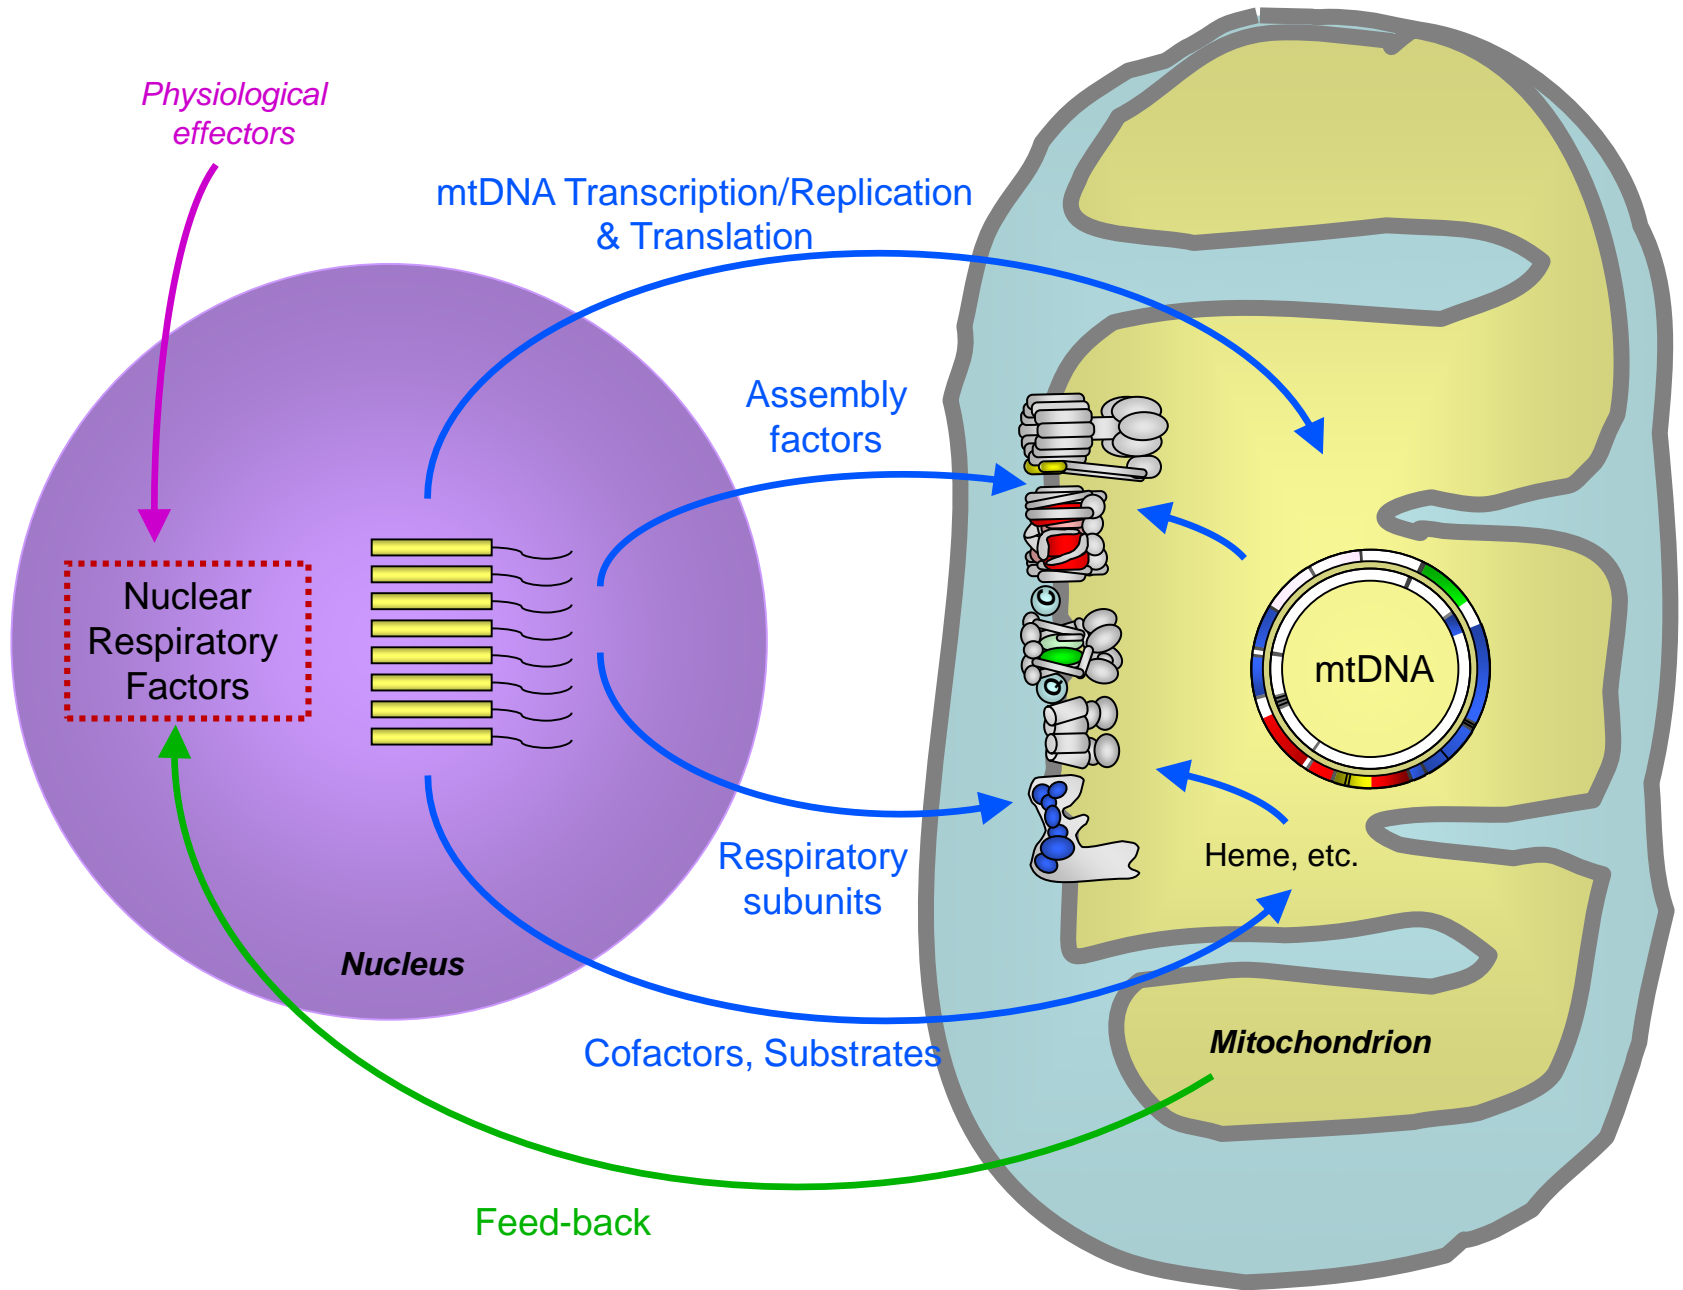 Physiological
effectors
mtDNA Transcription/Replication
& Translation
Assembly
factors
Nuclear
Respiratory
Factors
C
Q
mtDNA
Heme, etc.
Respiratory
subunits
Nucleus
Cofactors, Substrates
Mitochondrion
Feed-back